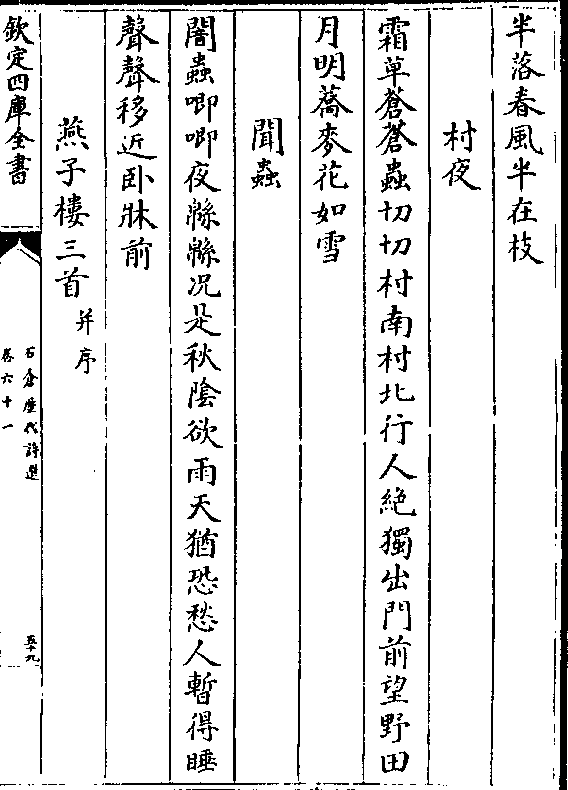 半落春風半在枝
村夜
霜草蒼蒼蟲切切村南村北行人絶獨出門前望野田
月明蕎麥花如雪
聞蟲
闇蟲唧唧夜緜緜况是秋陰欲雨天猶恐愁人暫得睡
聲聲移近卧牀前
燕子樓三首并序
欽定四庫全書
石倉歷代詩選
卷六十一
五十九